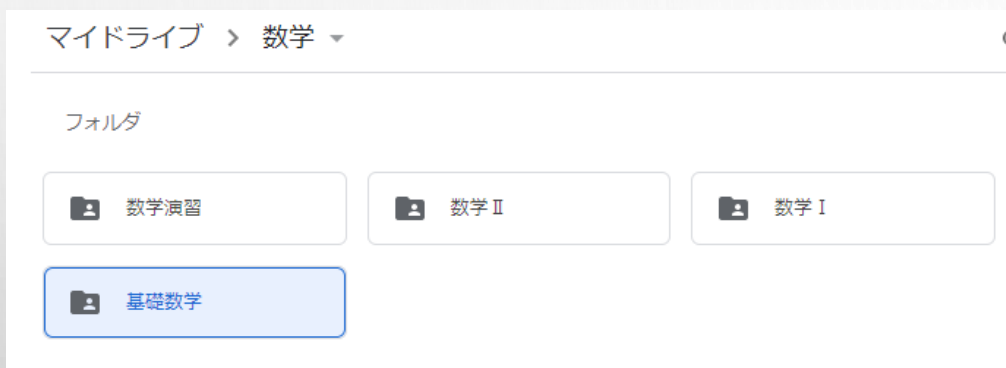 マイドライブ > 数学
フォルダ
数学演習
数学Ⅱ
数学Ⅰ
基礎数学